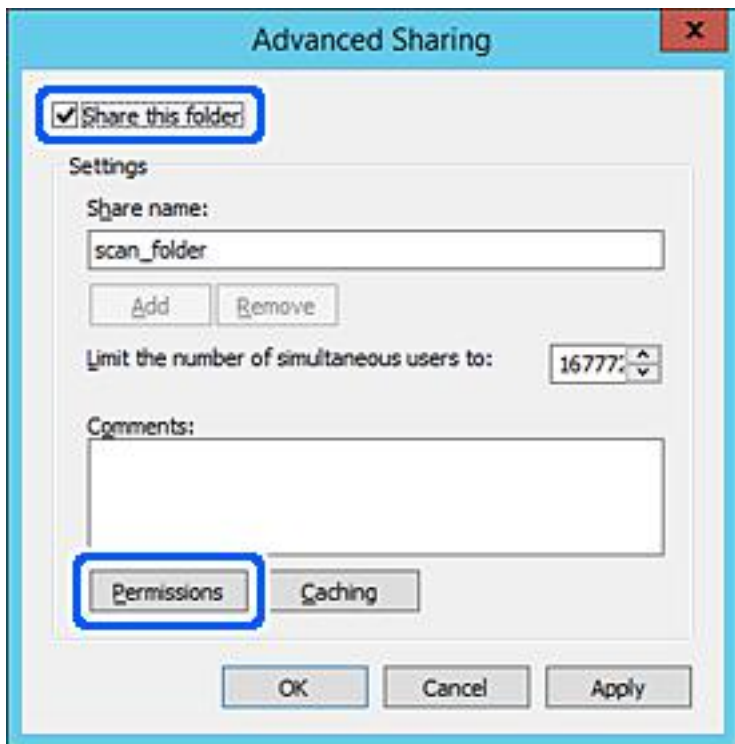 Advanced Sharing
x
Share this folder
Settings
Share name:
scan_folder
Add Remove
Limit the number of simultaneous users to:
Comments:
Permissions Caching
OK Cancel Apply